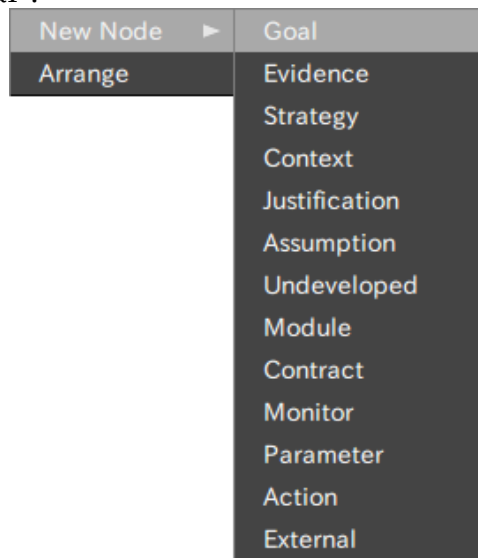 New Node ► Goal
Arrange Evidence
Strategy
Context
Justification
Assumption
Undeveloped
Module
Contract
Monitor
Parameter
Action
External